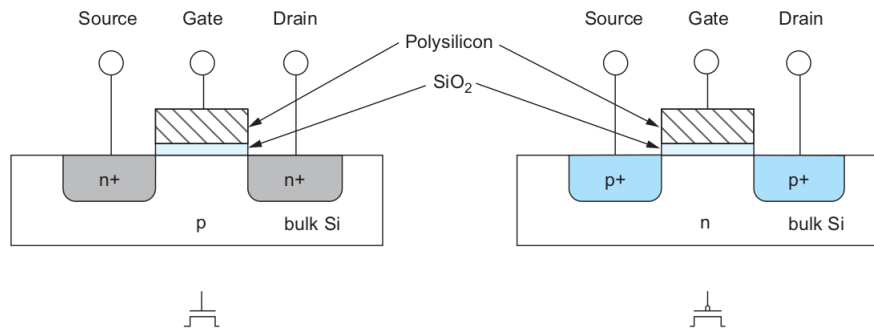 Source Gate Drain Source Gate Drain
Polysilicon
SiO₂
n+ n+ p+ p+
p bulk Si n bulk Si